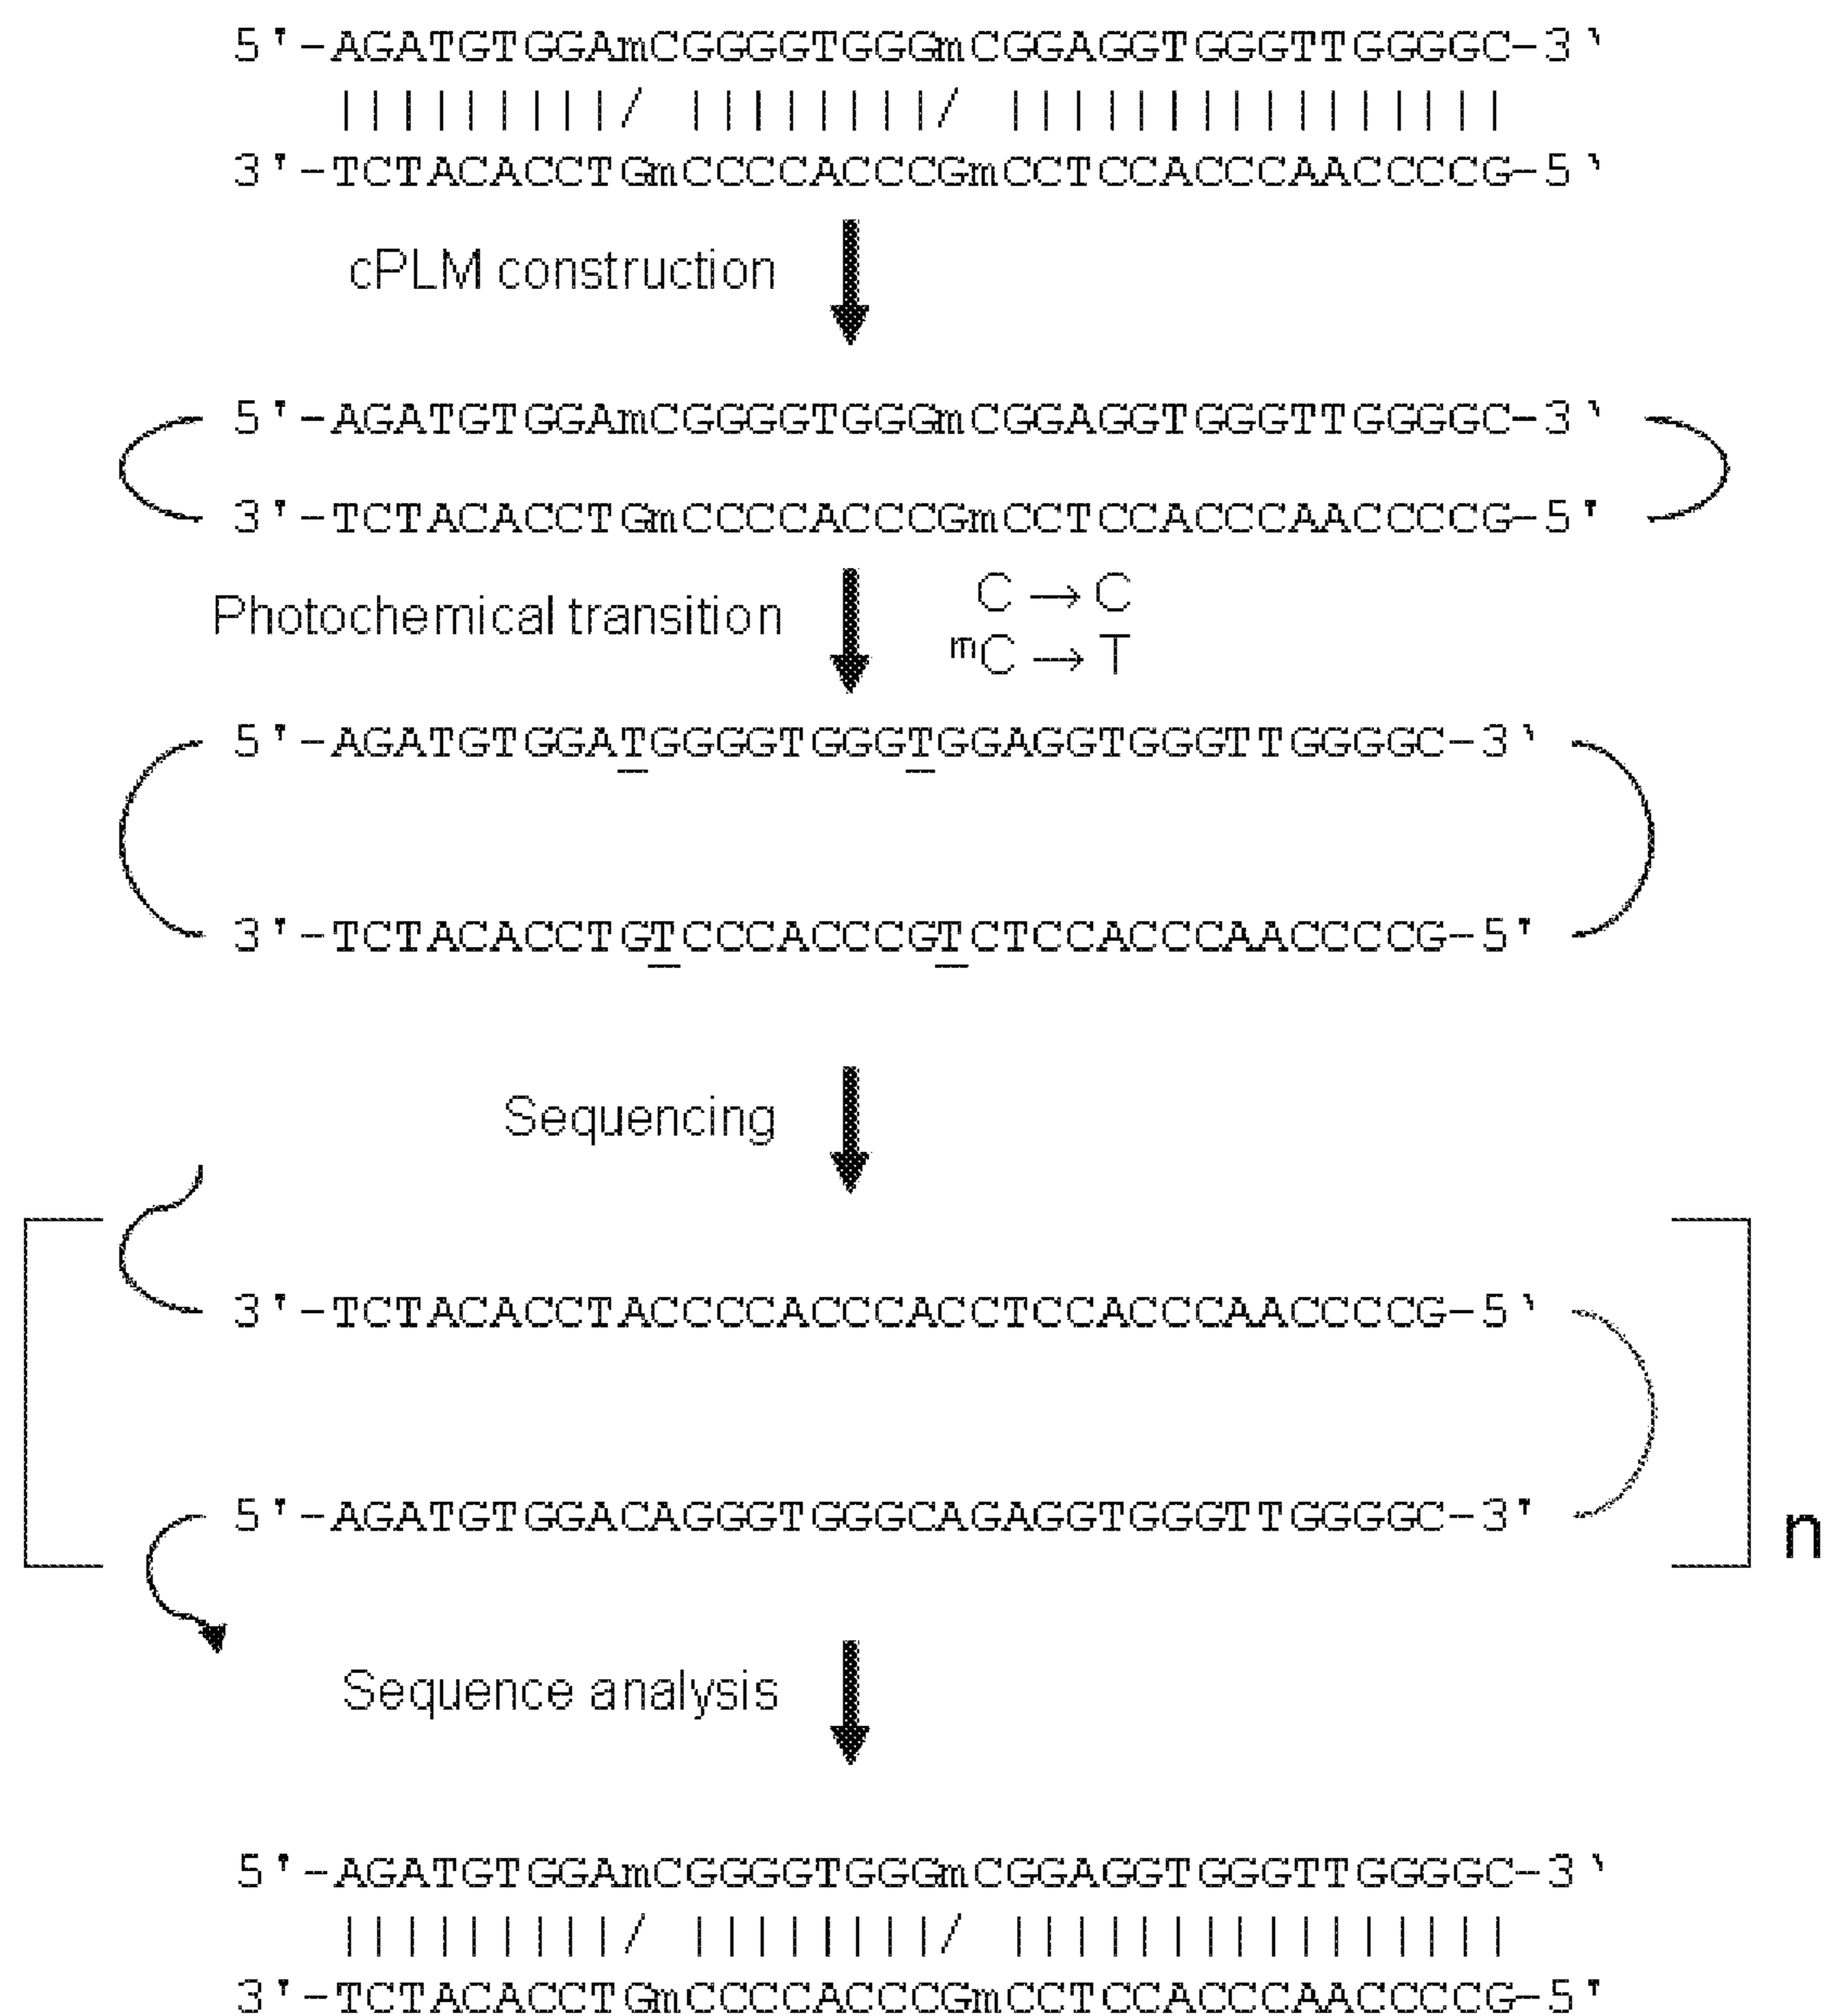 5'-AGATGTGGAmCGGGGTGGGmCGGAGGTGGGTTGGGGC-3'
||||||||| / |||||||| / ||||||||||||||||
3'-TCTACACCTGmCCCCACCCGmCCTCCACCCAACCCCG-5'
cPLM construction
5'-AGATGTGGAmCGGGGTGGGmCGGAGGTGGGTTGGGGC-3'
3'-TCTACACCTGmCCCCACCCGmCCTCCACCCAACCCCG-5'
Photochemical transition
C → C
mC → T
5'-AGATGTGGATGGGGTGGGTGGAGGTGGGTTGGGGC-3'
3'-TCTACACCTGTCCCACCCGTCTCCACCCAACCCCG-5'
Sequencing
3'-TCTACACCTACCCCACCCACCTCCACCCAACCCCG-5'
5'-AGATGTGGACAGGGTGGGCAGAGGTGGGTTGGGGC-3'
n
Sequence analysis
5'-AGATGTGGAmCGGGGTGGGmCGGAGGTGGGTTGGGGC-3'
||||||||| / |||||||| / ||||||||||||||||
3'-TCTACACCTGmCCCCACCCGmCCTCCACCCAACCCCG-5'